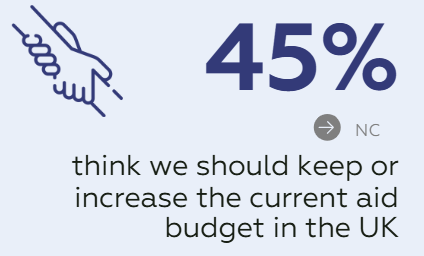 45%
NC
think we should keep or
increase the current aid
budget in the UK